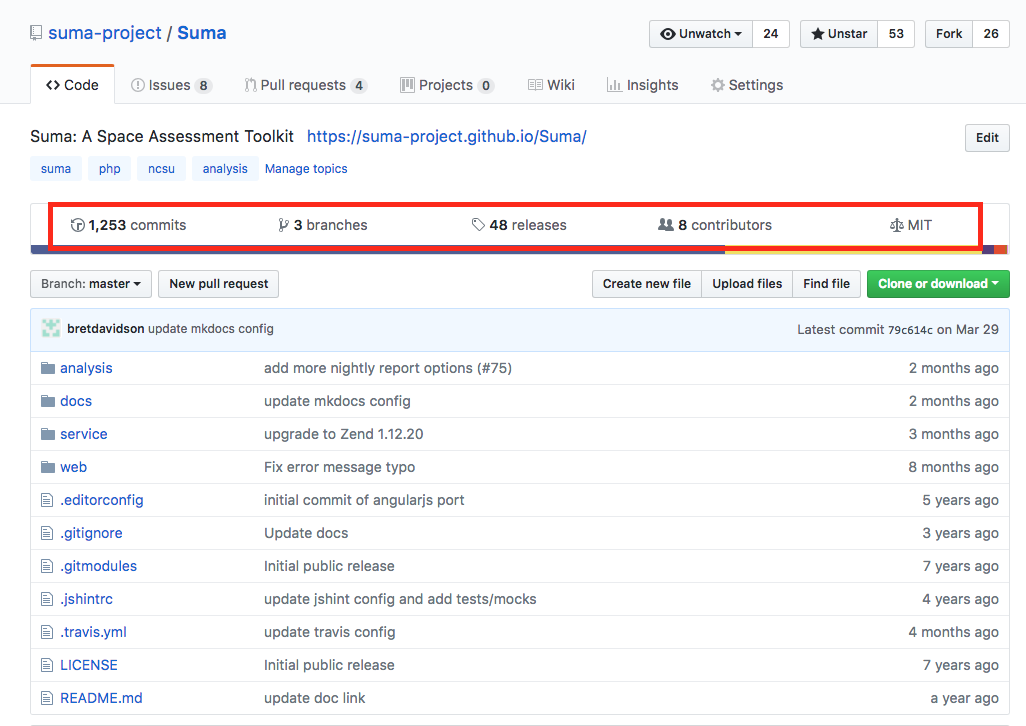 suma-project / Suma Unwatch 24 Unstar 53 Fork 26
Code Issues 8 Pull requests 4 Projects 0 Wiki Insights Settings
Suma: A Space Assessment Toolkit https://suma-project.github.io/Suma/ Edit
suma php ncsu analysis Manage topics
1,253 commits 3 branches 48 releases 8 contributors MIT
Branch: master New pull request Create new file Upload files Find file Clone or download
bretdavidson update mkdocs config Latest commit 79c614c on Mar 29
analysis add more nightly report options (#75) 2 months ago
docs update mkdocs config 2 months ago
service upgrade to Zend 1.12.20 3 months ago
web Fix error message typo 8 months ago
.editorconfig initial commit of angularjs port 5 years ago
.gitignore Update docs 3 years ago
.gitmodules Initial public release 7 years ago
.jshintrc update jshint config and add tests/mocks 4 years ago
.travis.yml update travis config 4 months ago
LICENSE Initial public release 7 years ago
README.md update doc link a year ago